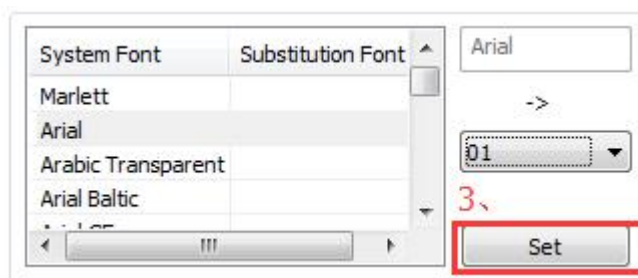 System Font Substitution Font
Marlett
Arial
Arabic Transparent
Arial Baltic
Arial
->
01
3、
Set